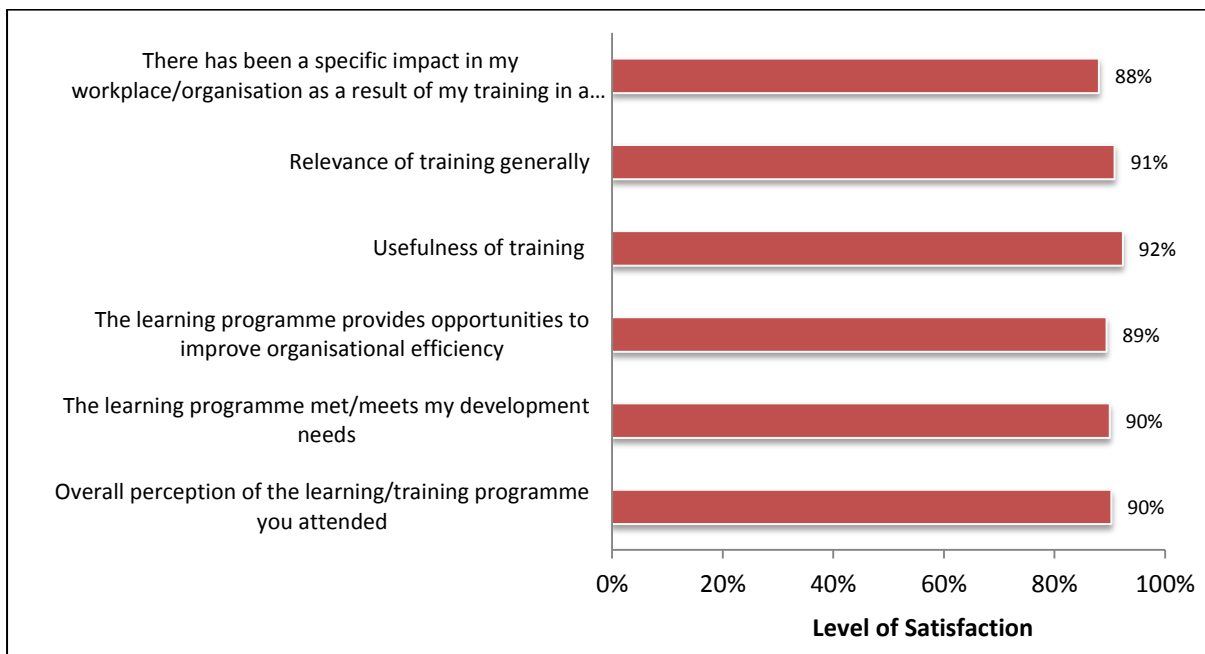 There has been a specific impact in my
workplace/organisation as a result of my training in a...
88%
Relevance of training generally
91%
Usefulness of training
92%
The learning programme provides opportunities to
improve organisational efficiency
89%
The learning programme met/meets my development
needs
90%
Overall perception of the learning/training programme
you attended
90%
0% 20% 40% 60% 80% 100%
Level of Satisfaction